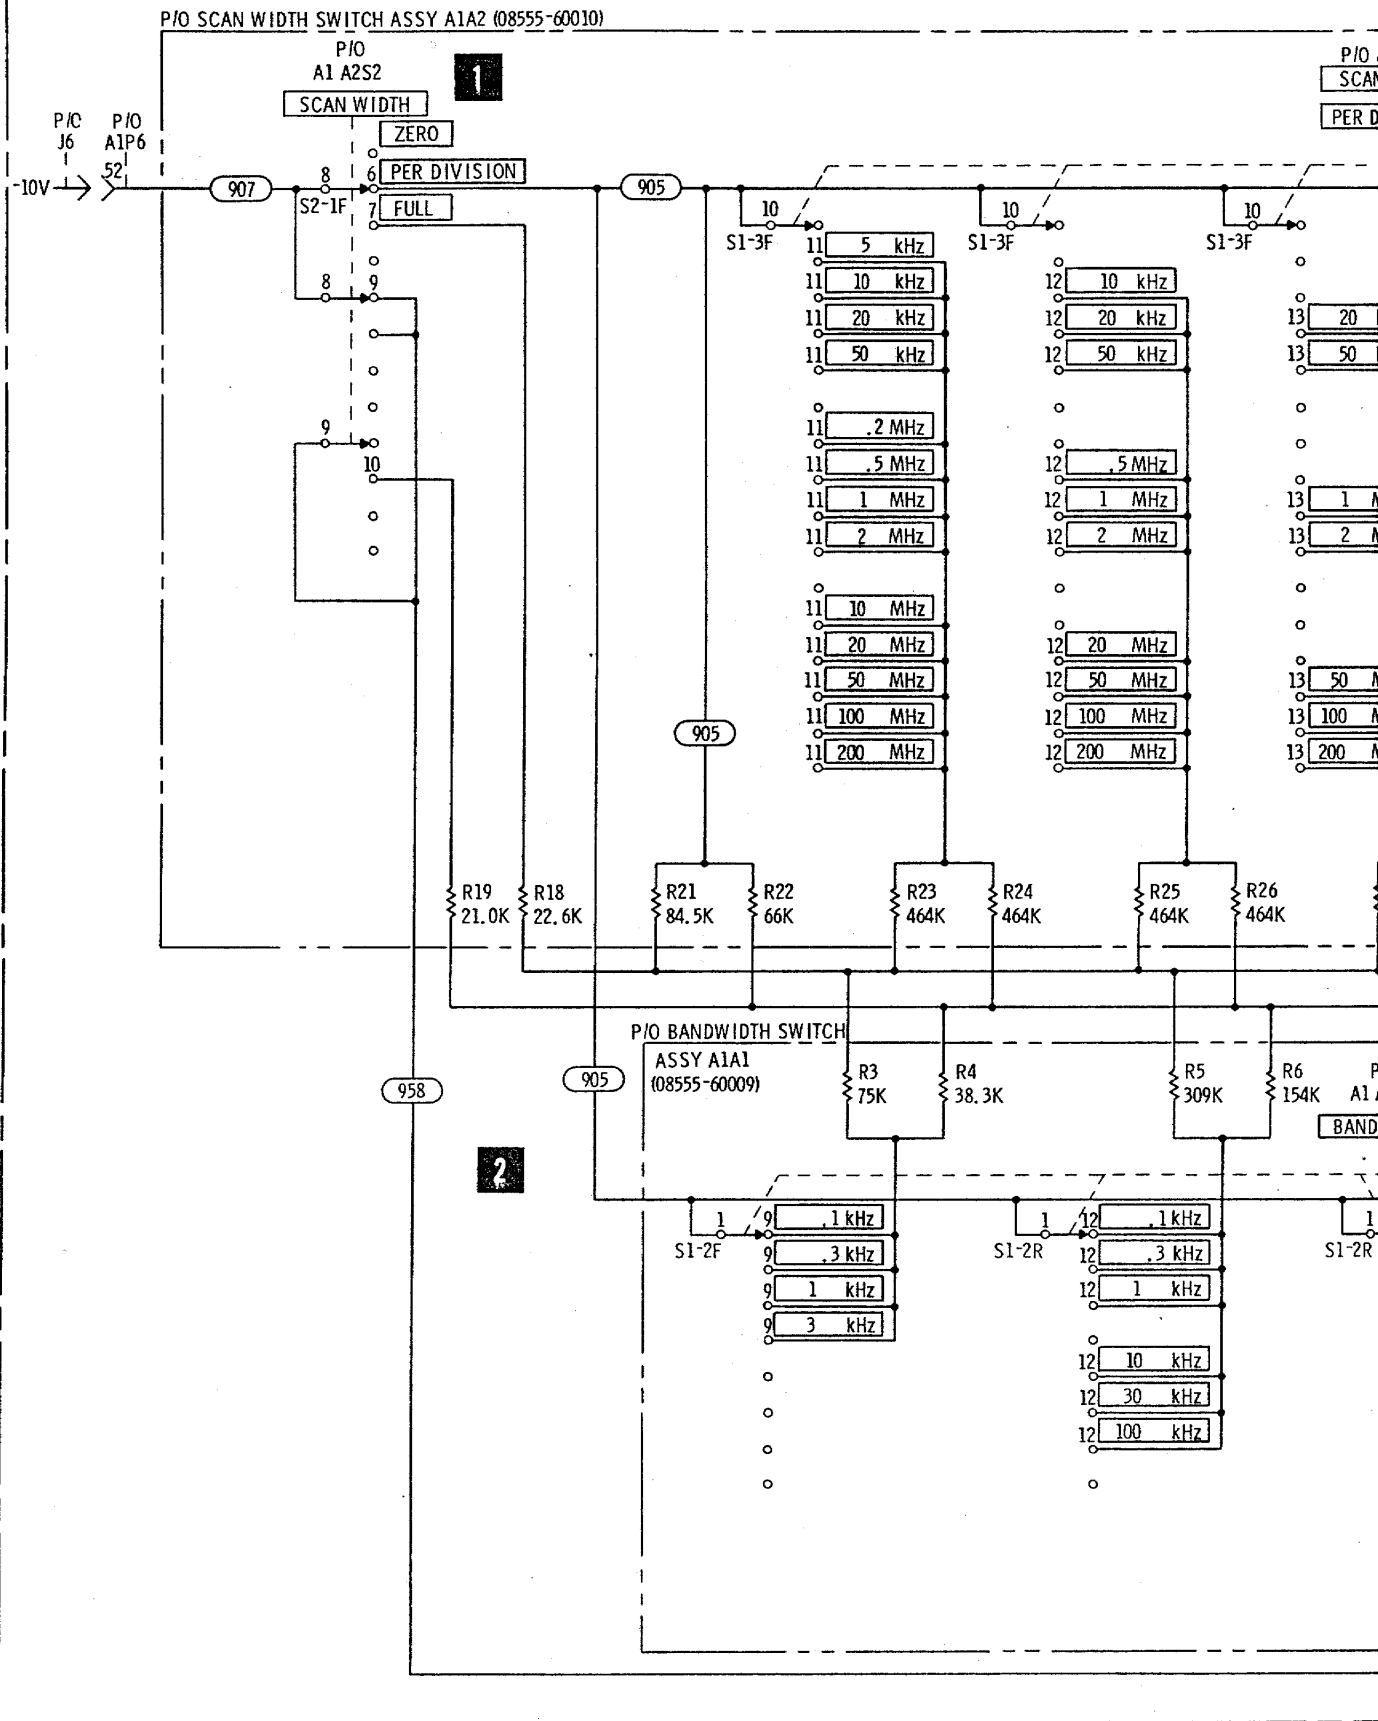 P/O SCAN WIDTH SWITCH ASSY A1A2 (08555-60010)
P/O
A1 A2S2
1
SCAN WIDTH
ZERO
PER DIVISION
FULL
P/O
J6
P/O
A1P6
52
-10V
907
8
6
S2-1F
7
8
9
9
10
905
P/O
SCAN
PER D
10
S1-3F
11 5 kHz
11 10 kHz
11 20 kHz
11 50 kHz
11 .2 MHz
11 .5 MHz
11 1 MHz
11 2 MHz
11 10 MHz
11 20 MHz
11 50 MHz
11 100 MHz
11 200 MHz
10
S1-3F
12 10 kHz
12 20 kHz
12 50 kHz
12 .5 MHz
12 1 MHz
12 2 MHz
12 20 MHz
12 50 MHz
12 100 MHz
12 200 MHz
10
S1-3F
13 20
13 50
13 1 M
13 2 M
13 50 M
13 100 M
13 200 M
905
R19
21.0K
R18
22.6K
R21
84.5K
R22
66K
R23
464K
R24
464K
R25
464K
R26
464K
P/O BANDWIDTH SWITCH
ASSY A1A1
(08555-60009)
958
905
R3
75K
R4
38.3K
R5
309K
R6
154K
P
A1 A
BAND
2
1
S1-2F
9 .1 kHz
9 .3 kHz
9 1 kHz
9 3 kHz
1
S1-2R
12 .1 kHz
12 .3 kHz
12 1 kHz
12 10 kHz
12 30 kHz
12 100 kHz
1
S1-2R